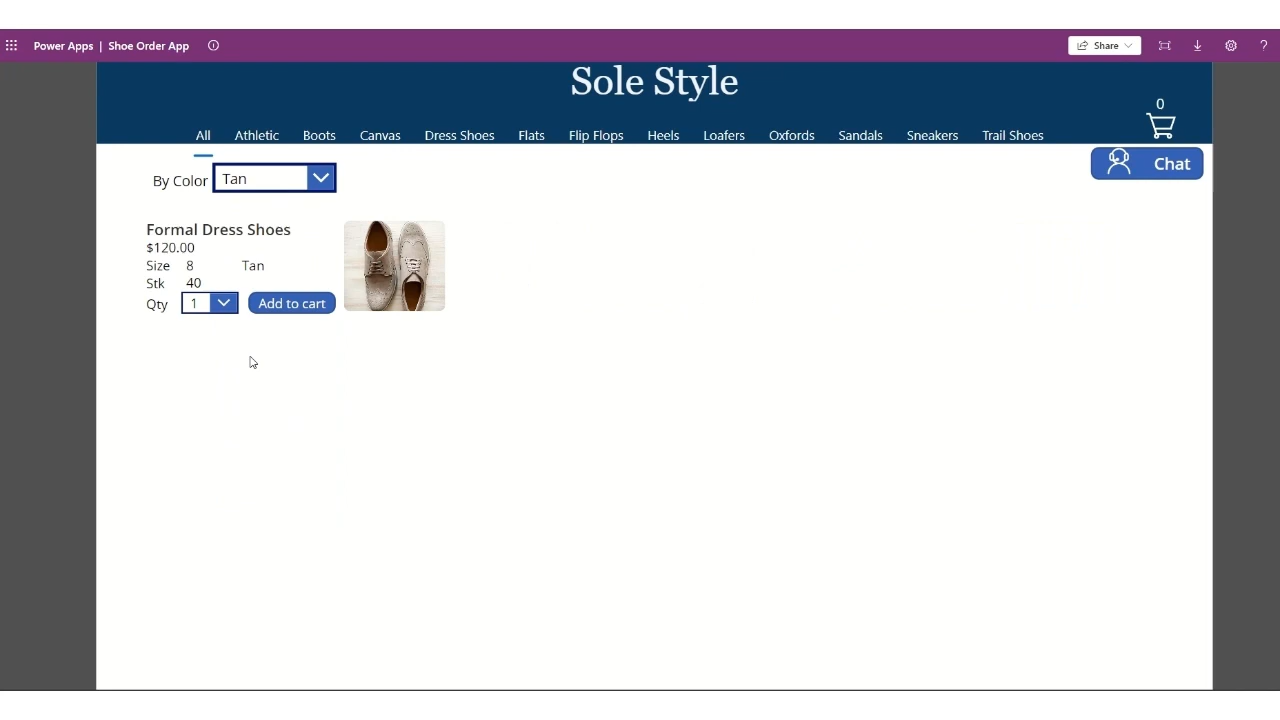 Power Apps | Shoe Order App
Share
?
Sole Style
0
All Athletic Boots Canvas Dress Shoes Flats Flip Flops Heels Loafers Oxfords Sandals Sneakers Trail Shoes
Chat
By Color Tan
Formal Dress Shoes
$120.00
Size 8 Tan
Stk 40
Qty 1 Add to cart